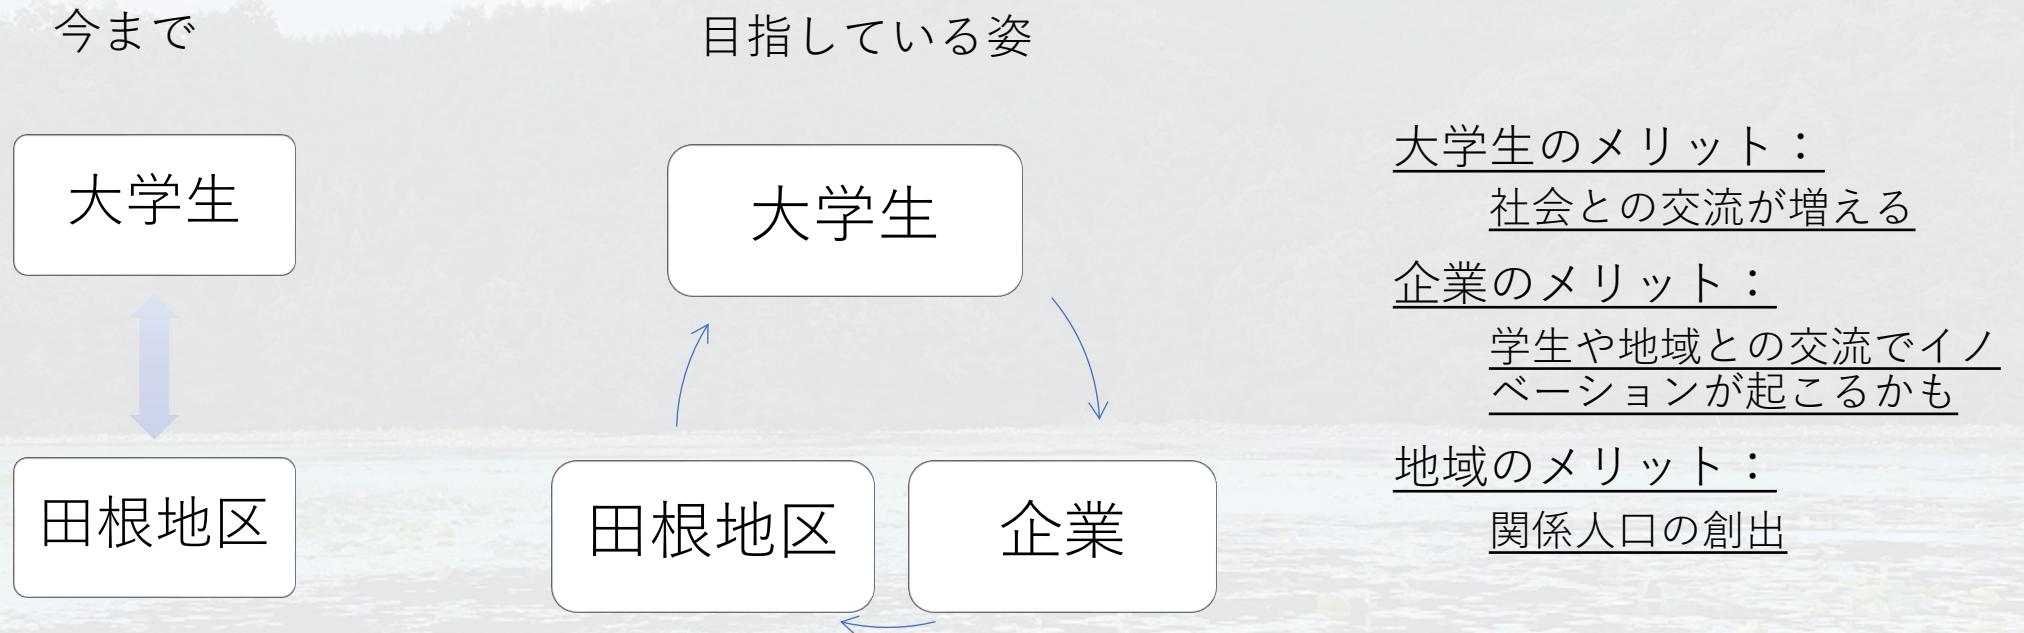 今まで
大学生
田根地区
目指している姿
大学生
田根地区
企業
大学生のメリット：
社会との交流が増える
企業のメリット：
学生や地域との交流でイノ
ベーションが起こるかも
地域のメリット：
関係人口の創出